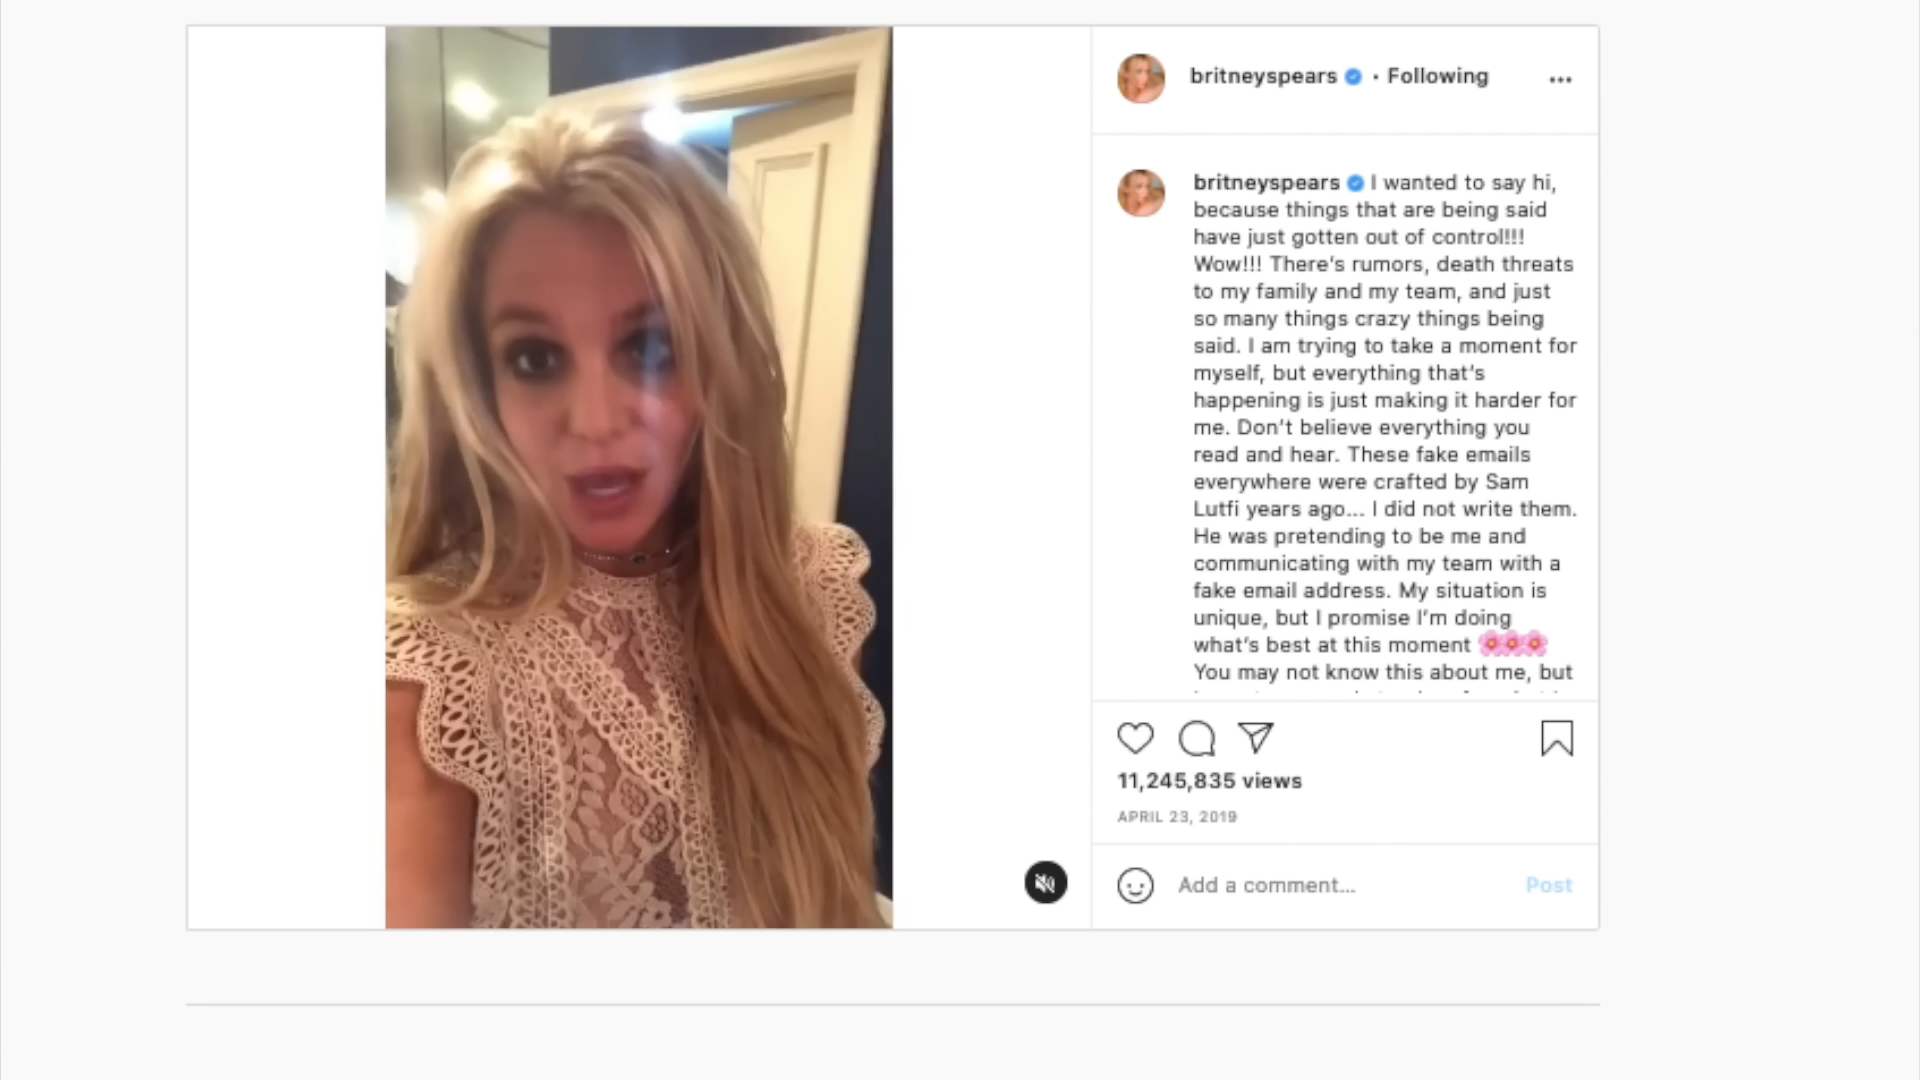 britneyspears • Following
britneyspears I wanted to say hi,
because things that are being said
have just gotten out of control!!!
Wow!!! There's rumors, death threats
to my family and my team, and just
so many things crazy things being
said. I am trying to take a moment for
myself, but everything that's
happening is just making it harder for
me. Don't believe everything you
read and hear. These fake emails
everywhere were crafted by Sam
Lutfi years ago... I did not write them.
He was pretending to be me and
communicating with my team with a
fake email address. My situation is
unique, but I promise I'm doing
what's best at this moment 🌸🌸🌸
You may not know this about me, but
11,245,835 views
APRIL 23, 2019
Add a comment...
Post